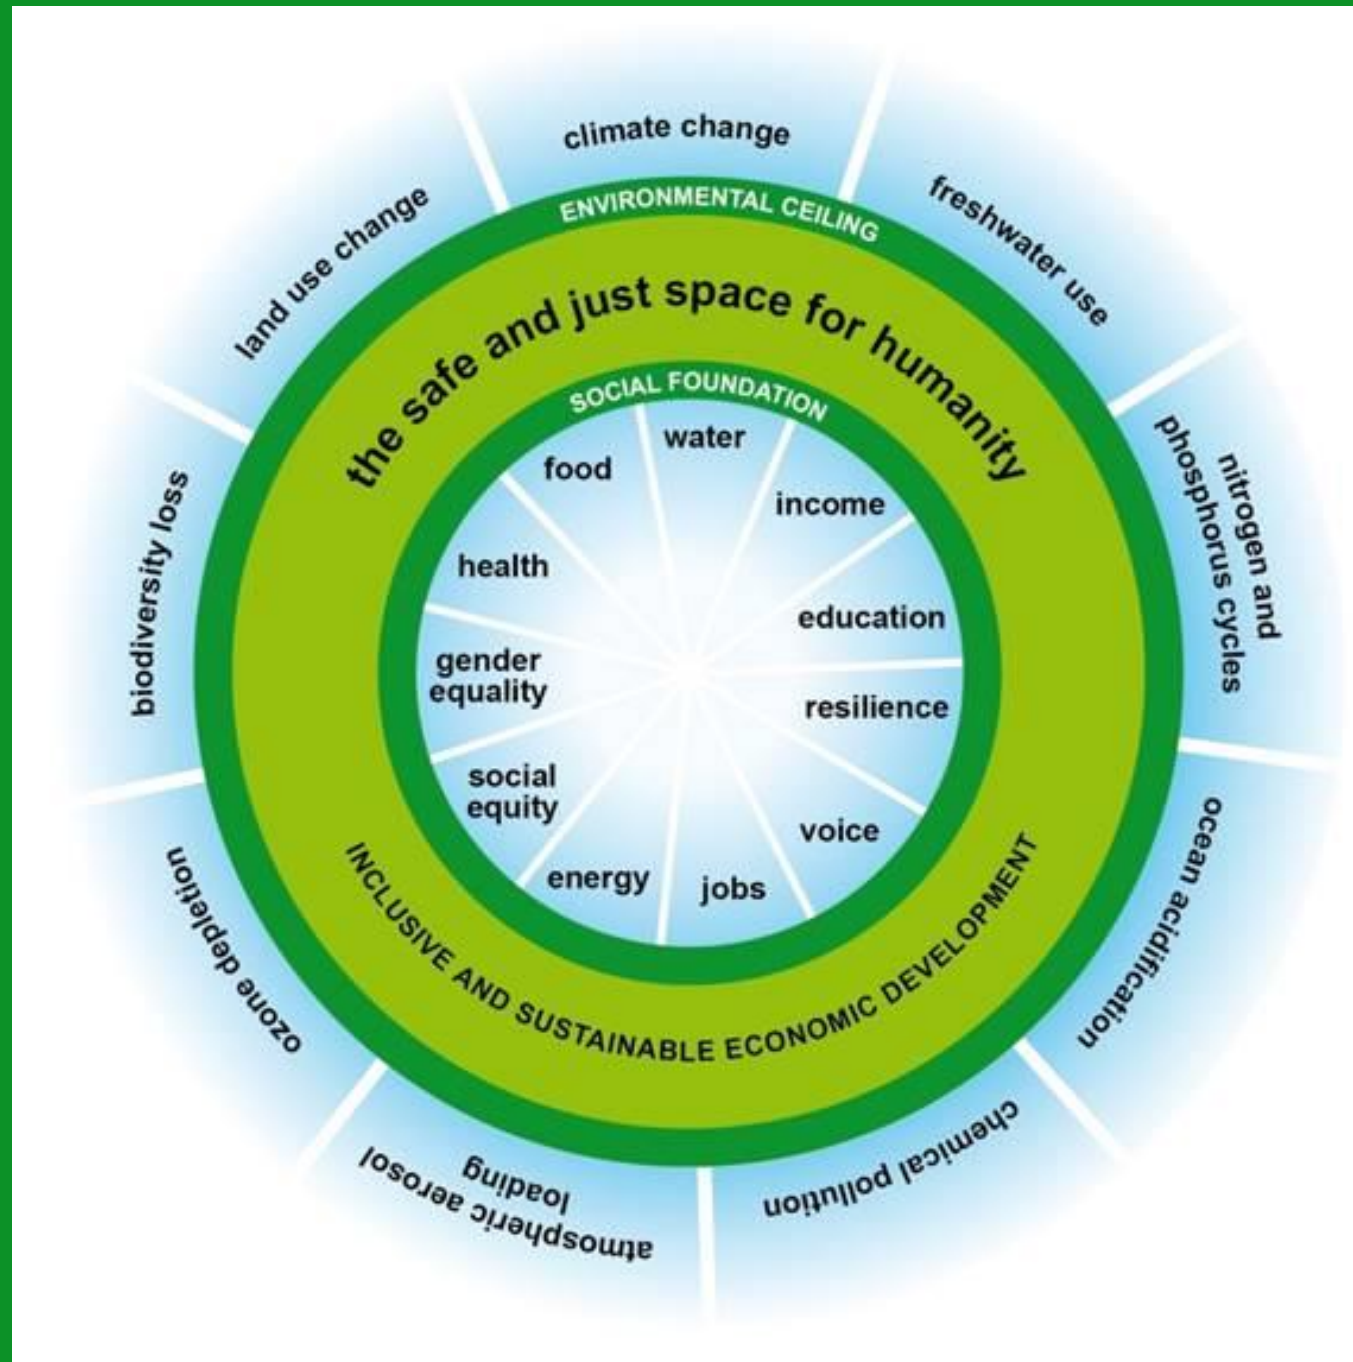 climate change
freshwater use
nitrogen and
phosphorus cycles
ocean acidification
chemical pollution
atmospheric aerosol
loading
ozone depletion
biodiversity loss
land use change
ENVIRONMENTAL CEILING
the safe and just space for humanity
SOCIAL FOUNDATION
water
income
education
resilience
voice
jobs
energy
social
equity
gender
equality
health
food
INCLUSIVE AND SUSTAINABLE ECONOMIC DEVELOPMENT